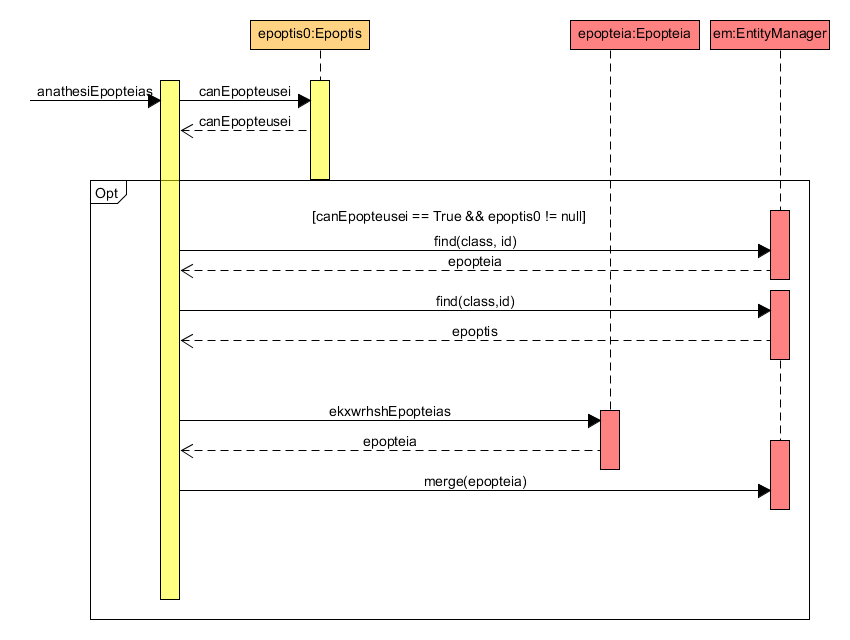 epoptis0:Epoptis
epopteia:Epopteia
em:EntityManager
anathesiEpopteias
canEpopteusei
canEpopteusei
Opt
[canEpopteusei == True && epoptis0 != null]
find(class, id)
epopteia
find(class,id)
epoptis
ekxwrhshEpopteias
epopteia
merge(epopteia)